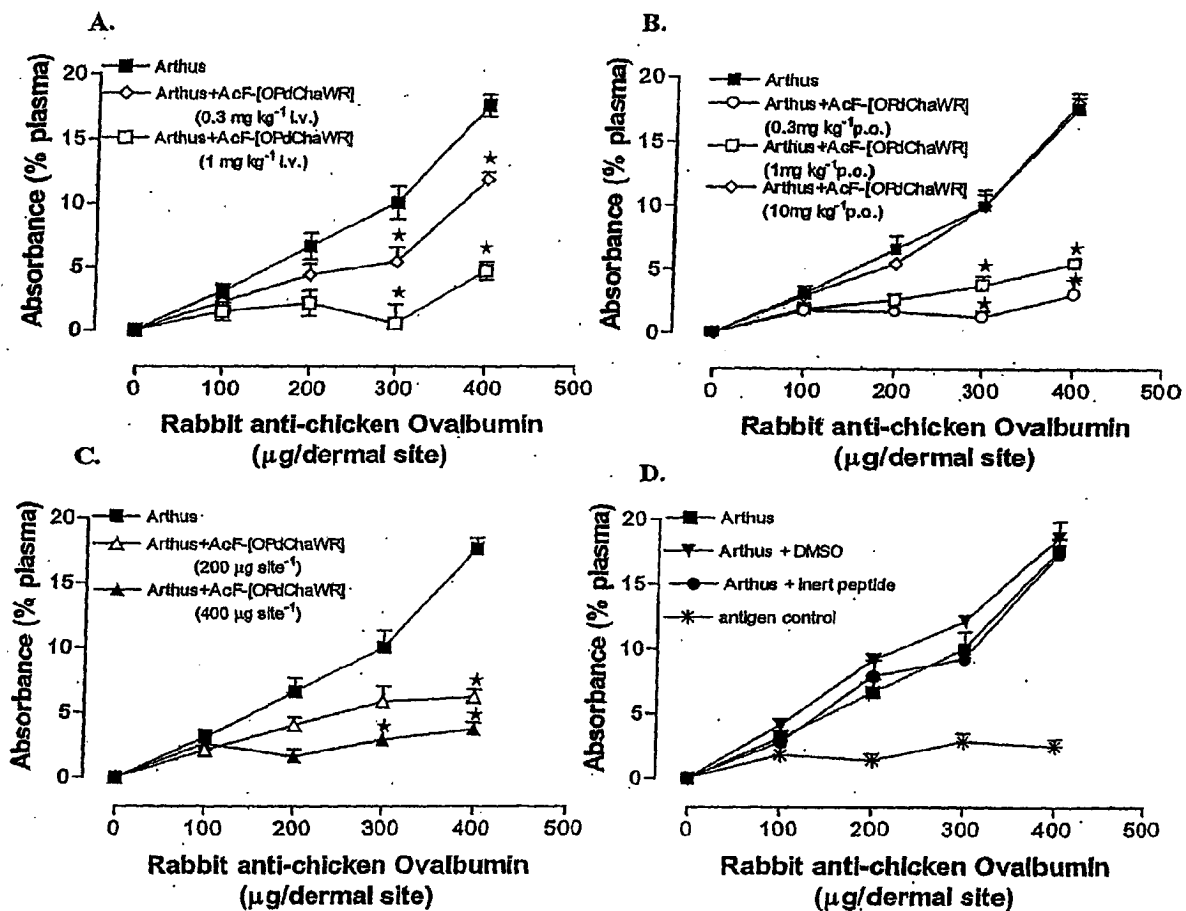 A.
Absorbance (% plasma)
20
15
10
5
0
Arthus
Arthus+AcF-[OPdChaWR]
(0.3 mg kg⁻¹ i.v.)
Arthus+AcF-[OPdChaWR]
(1 mg kg⁻¹ i.v.)
0 100 200 300 400 500
Rabbit anti-chicken Ovalbumin
(µg/dermal site)
B.
Absorbance (% plasma)
20
15
10
5
0
Arthus
Arthus+AcF-[OPdChaWR]
(0.3mg kg⁻¹p.o.)
Arthus+AcF-[OPdChaWR]
(1mg kg⁻¹p.o.)
Arthus+AcF-[OPdChaWR]
(10mg kg⁻¹p.o.)
0 100 200 300 400 500
Rabbit anti-chicken Ovalbumin
(µg/dermal site)
C.
Absorbance (% plasma)
20
15
10
5
0
Arthus
Arthus+AcF-[OPdChaWR]
(200 µg site⁻¹)
Arthus+AcF-[OPdChaWR]
(400 µg site⁻¹)
0 100 200 300 400 500
Rabbit anti-chicken Ovalbumin
(µg/dermal site)
D.
Absorbance (% plasma)
20
15
10
5
0
Arthus
Arthus + DMSO
Arthus + Inert peptide
antigen control
0 100 200 300 400 500
Rabbit anti-chicken Ovalbumin
(µg/dermal site)